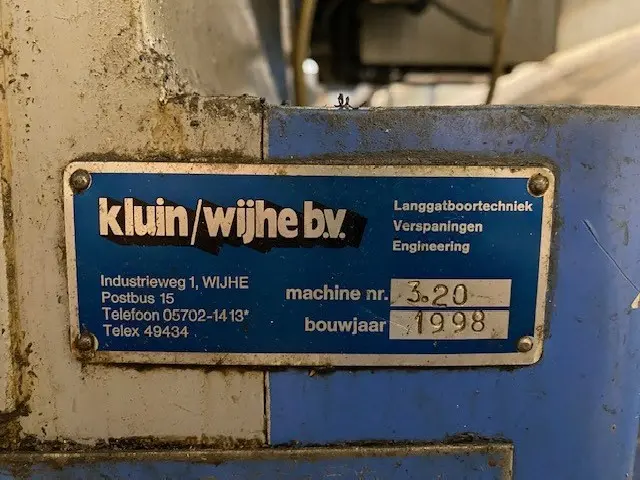 kluin/wijhe b.v.
Langgatboortechniek
Verspaningen
Engineering
Industrieweg 1, WIJHE
Postbus 15
Telefoon 05702-1413*
Telex 49434
machine nr. 3.20
bouwjaar 1998